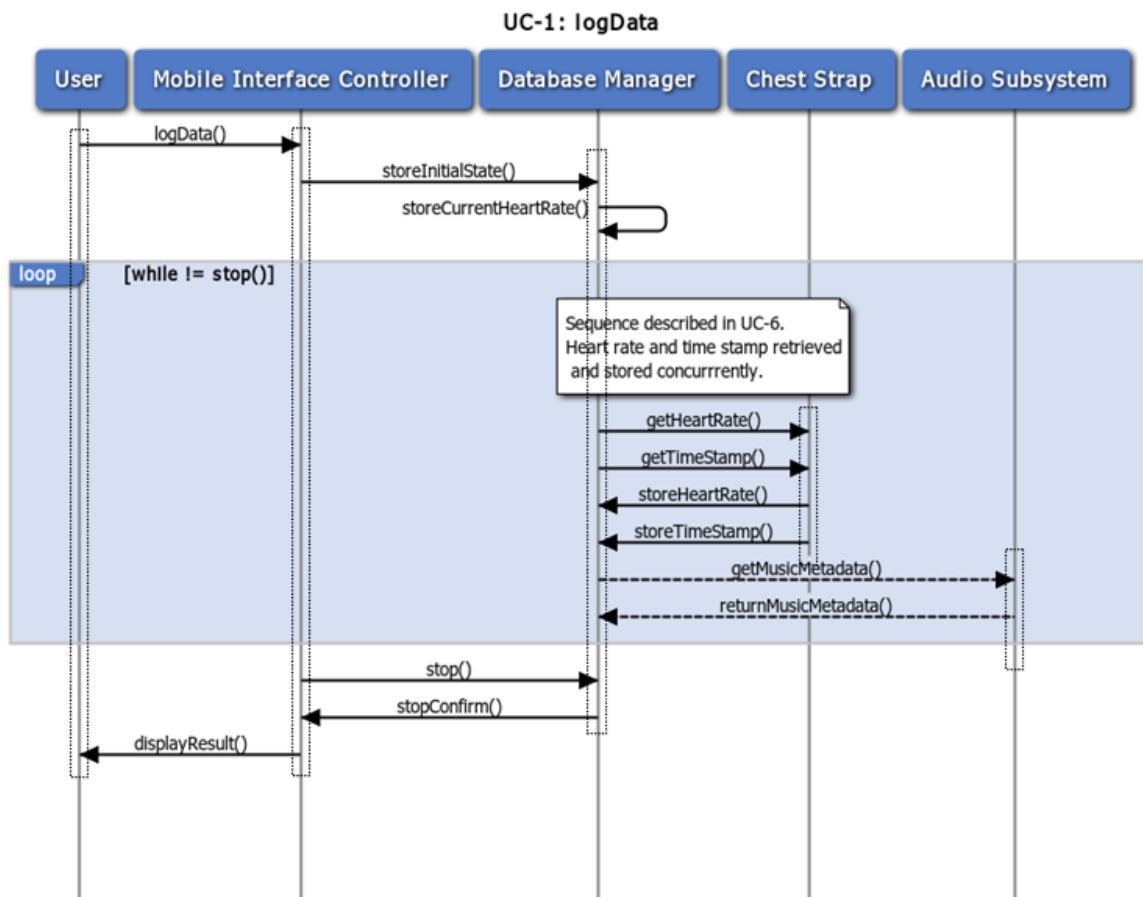 UC-1: logData
User
Mobile Interface Controller
Database Manager
Chest Strap
Audio Subsystem
logData()
storeInitialState()
storeCurrentHeartRate()
loop
[while != stop()]
Sequence described in UC-6.
Heart rate and time stamp retrieved
and stored concurrrently.
getHeartRate()
getTimeStamp()
storeHeartRate()
storeTimeStamp()
getMusicMetadata()
returnMusicMetadata()
stop()
stopConfirm()
displayResult()